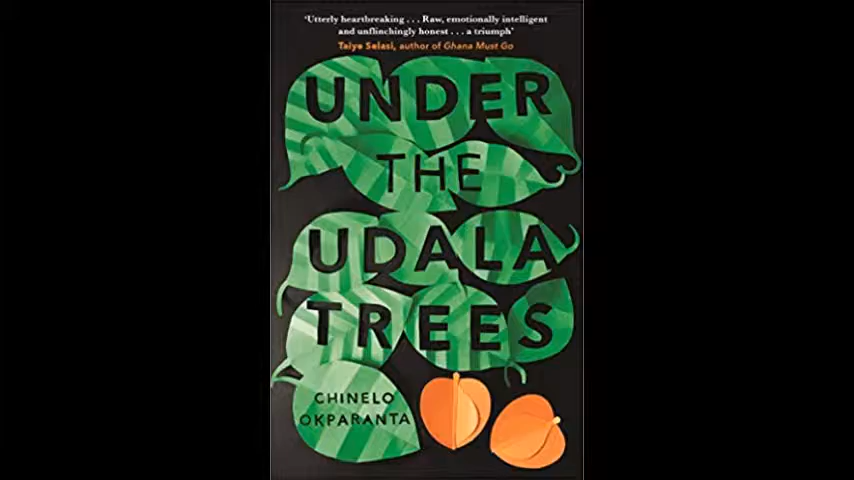 ‘Utterly heartbreaking . . . Raw, emotionally intelligent
and unflinchingly honest . . . a triumph’
Taiye Selasi, author of Ghana Must Go
UNDER
THE
UDALA
TREES
CHINELO
OKPARANTA